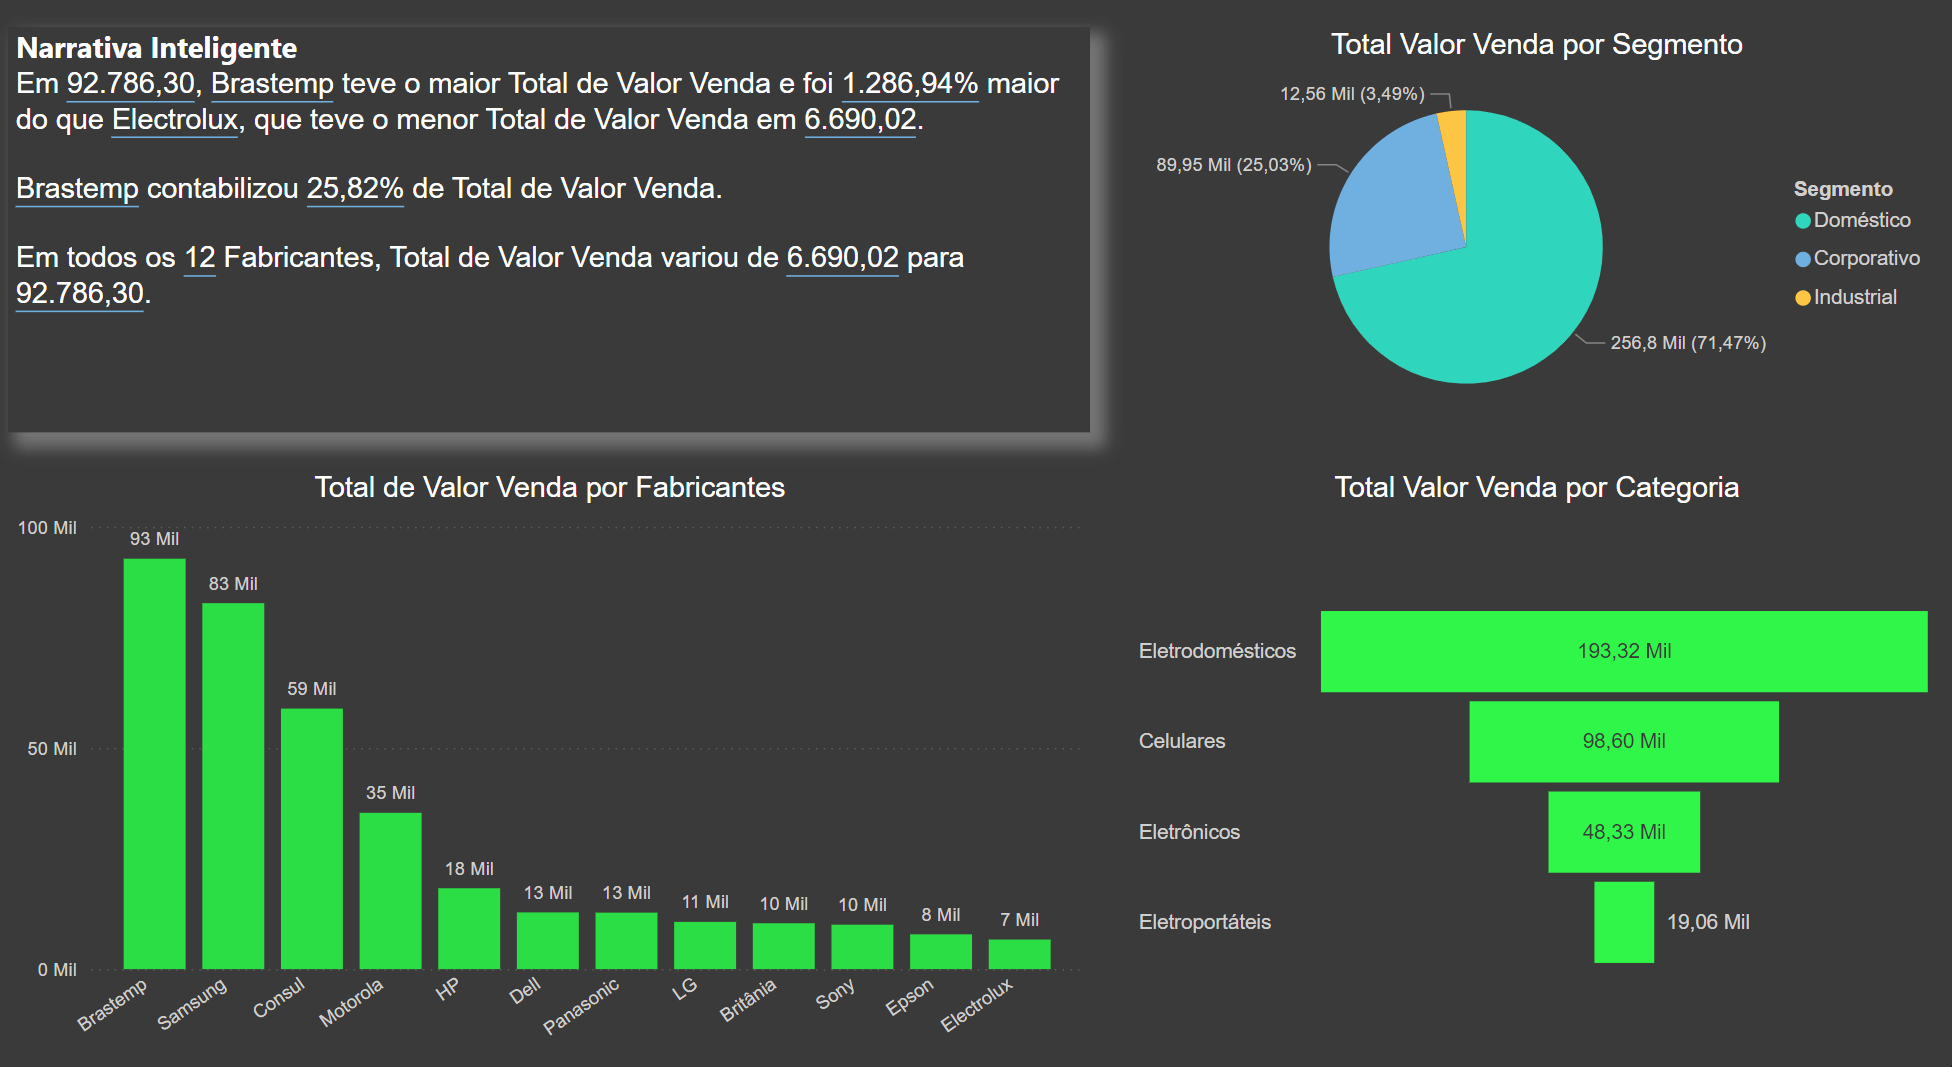 Narrativa Inteligente
Em 92.786,30, Brastemp teve o maior Total de Valor Venda e foi 1.286,94% maior
do que Electrolux, que teve o menor Total de Valor Venda em 6.690,02.
Brastemp contabilizou 25,82% de Total de Valor Venda.
Em todos os 12 Fabricantes, Total de Valor Venda variou de 6.690,02 para
92.786,30.
Total Valor Venda por Segmento
12,56 Mil (3,49%)
89,95 Mil (25,03%)
256,8 Mil (71,47%)
Segmento
Doméstico
Corporativo
Industrial
Total de Valor Venda por Fabricantes
100 Mil
50 Mil
0 Mil
93 Mil
83 Mil
59 Mil
35 Mil
18 Mil
13 Mil
13 Mil
11 Mil
10 Mil
10 Mil
8 Mil
7 Mil
Brastemp
Samsung
Consul
Motorola
HP
Dell
Panasonic
LG
Britânia
Sony
Epson
Electrolux
Total Valor Venda por Categoria
Eletrodomésticos
193,32 Mil
Celulares
98,60 Mil
Eletrônicos
48,33 Mil
Eletroportáteis
19,06 Mil